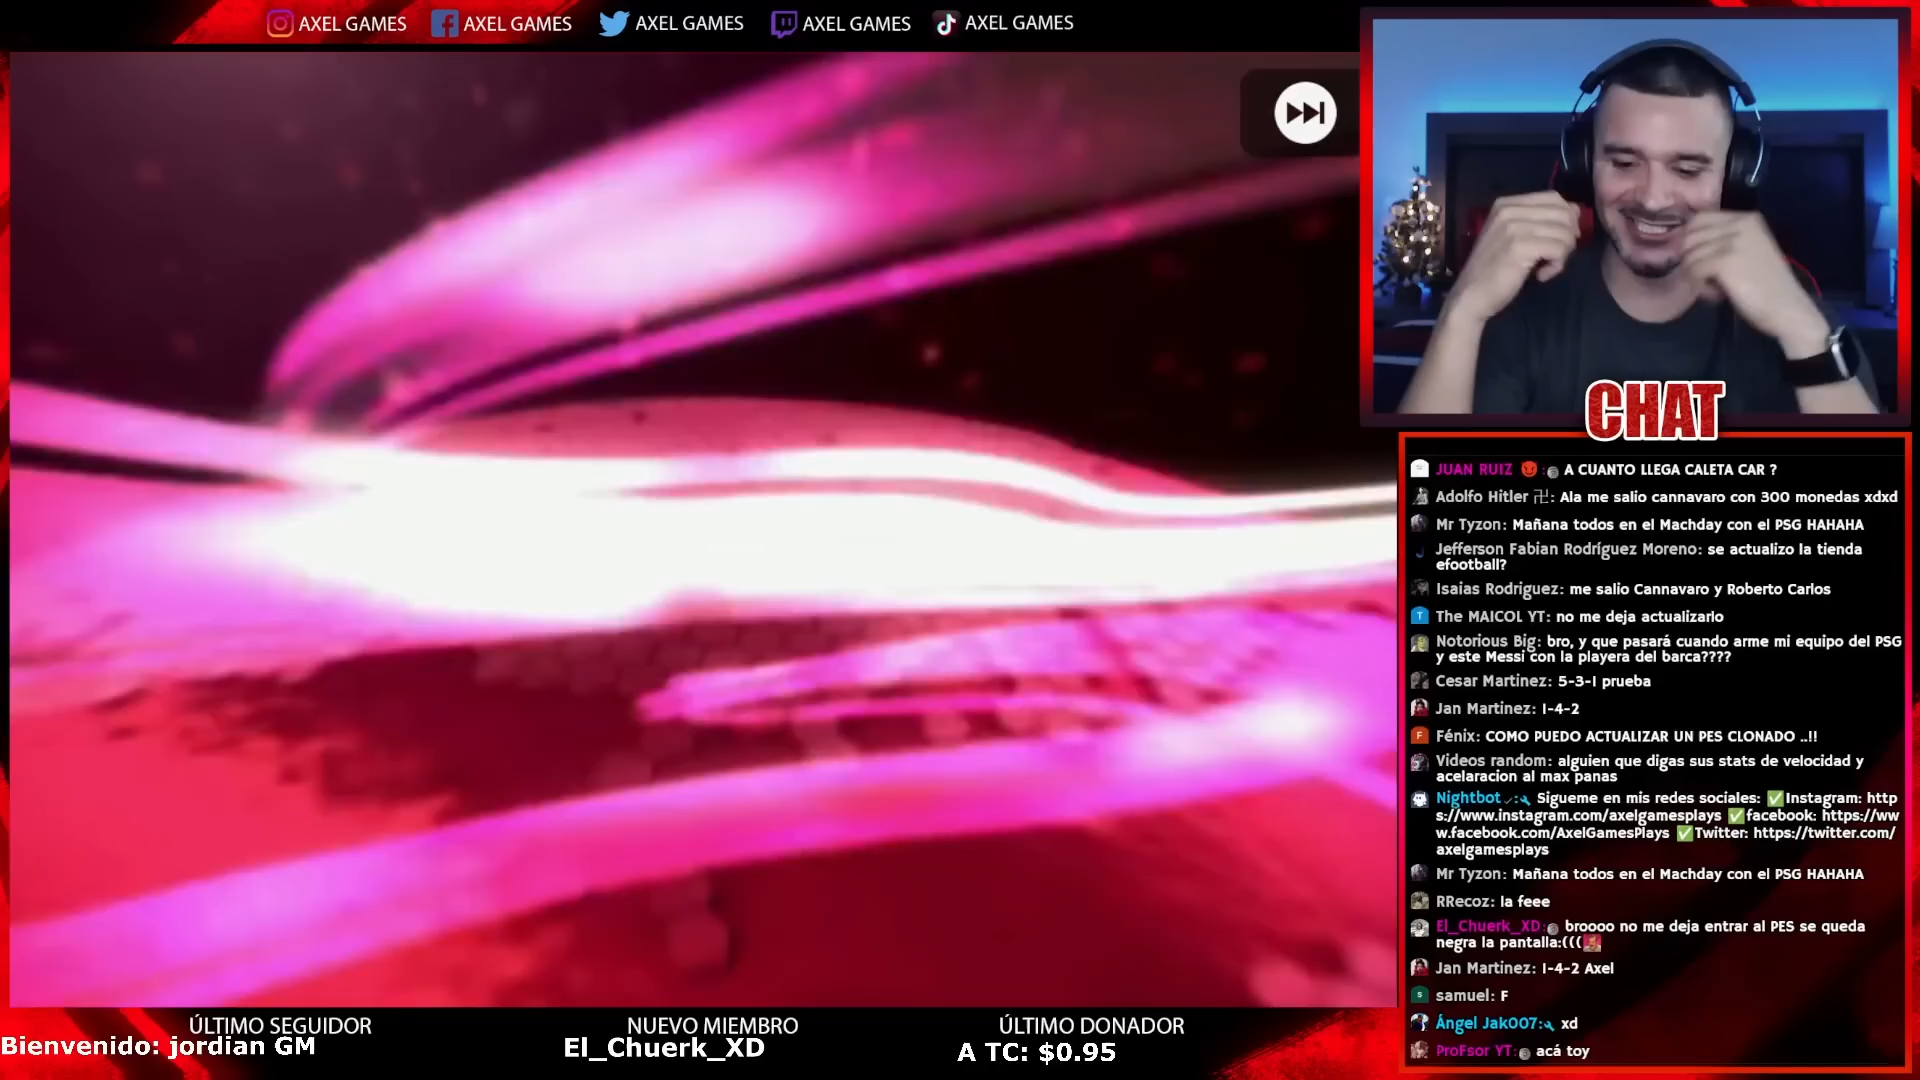 AXEL GAMES
AXEL GAMES
AXEL GAMES
AXEL GAMES
AXEL GAMES
CHAT
JUAN RUIZ 😈: A CUANTO LLEGA CALETA CAR ?
Adolfo Hitler 卍: Ala me salio cannavaro con 300 monedas xdxd
Mr Tyzon: Mañana todos en el Machday con el PSG HAHAHA
Jefferson Fabian Rodríguez Moreno: se actualizo la tienda
efootball?
Isaias Rodriguez: me salio Cannavaro y Roberto Carlos
T The MAICOL YT: no me deja actualizarlo
Notorious Big: bro, y que pasará cuando arme mi equipo del PSG
y este Messi con la playera del barca????
Cesar Martinez: 5-3-1 prueba
Jan Martinez: 1-4-2
F Fénix: COMO PUEDO ACTUALIZAR UN PES CLONADO ..!!
Videos random: alguien que digas sus stats de velocidad y
acelaracion al max panas
Nightbot: Sigueme en mis redes sociales: ✅Instagram: http
s://www.instagram.com/axelgamesplays ✅facebook: https://ww
w.facebook.com/AxelGamesPlays ✅Twitter: https://twitter.com/
axelgamesplays
Mr Tyzon: Mañana todos en el Machday con el PSG HAHAHA
RRecoz: la feee
El_Chuerk_XD: broooo no me deja entrar al PES se queda
negra la pantalla:(((
Jan Martinez: 1-4-2 Axel
S samuel: F
Ángel Jak007: xd
ProFsor YT: acá toy
ÚLTIMO SEGUIDOR
Bienvenido: jordian GM
NUEVO MIEMBRO
El_Chuerk_XD
ÚLTIMO DONADOR
A TC: $0.95